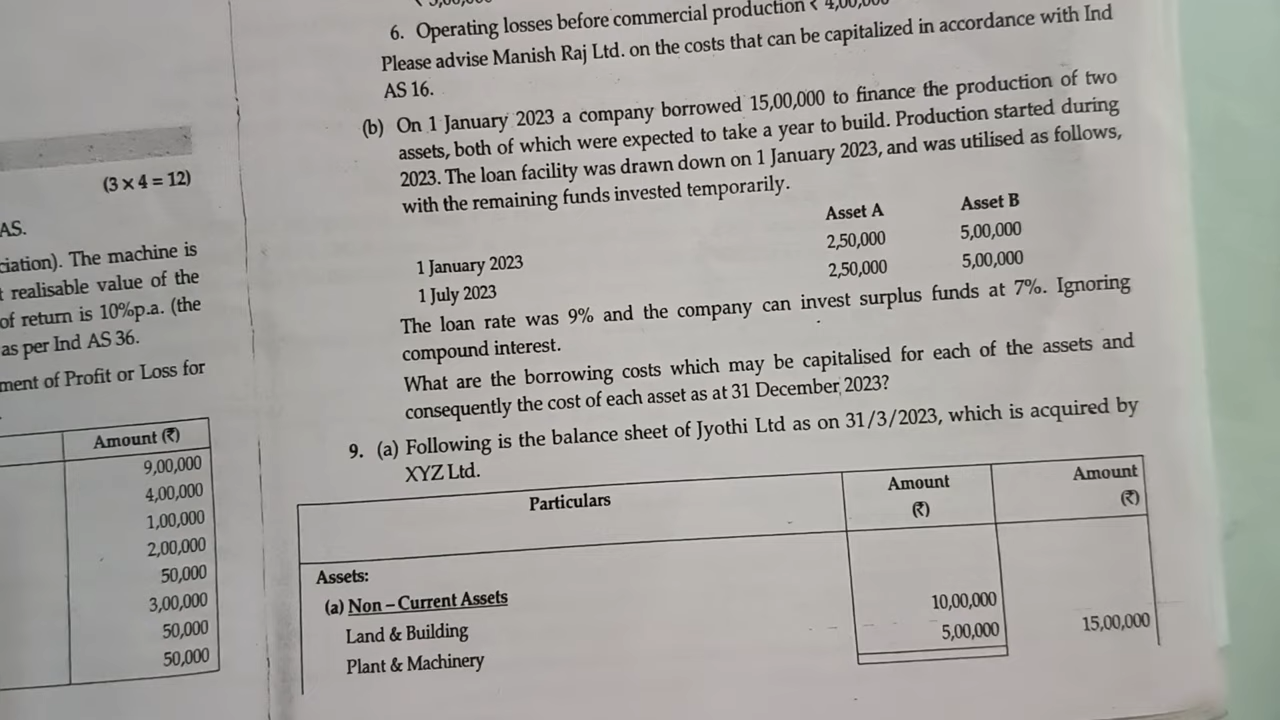 (3 x 4 = 12)
AS.
ciation). The machine is
t realisable value of the
of return is 10%p.a. (the
as per Ind AS 36.
ment of Profit or Loss for
Amount (₹)
9,00,000
4,00,000
1,00,000
2,00,000
50,000
3,00,000
50,000
50,000
6. Operating losses before commercial production ₹ 4,00,000
Please advise Manish Raj Ltd. on the costs that can be capitalized in accordance with Ind
AS 16.
(b) On 1 January 2023 a company borrowed 15,00,000 to finance the production of two
assets, both of which were expected to take a year to build. Production started during
2023. The loan facility was drawn down on 1 January 2023, and was utilised as follows,
with the remaining funds invested temporarily.
Asset A Asset B
1 January 2023 2,50,000 5,00,000
1 July 2023 2,50,000 5,00,000
The loan rate was 9% and the company can invest surplus funds at 7%. Ignoring
compound interest.
What are the borrowing costs which may be capitalised for each of the assets and
consequently the cost of each asset as at 31 December 2023?
9. (a) Following is the balance sheet of Jyothi Ltd as on 31/3/2023, which is acquired by
XYZ Ltd.
Particulars Amount (₹) Amount (₹)
Assets:
(a) Non – Current Assets
Land & Building 10,00,000
Plant & Machinery 5,00,000 15,00,000